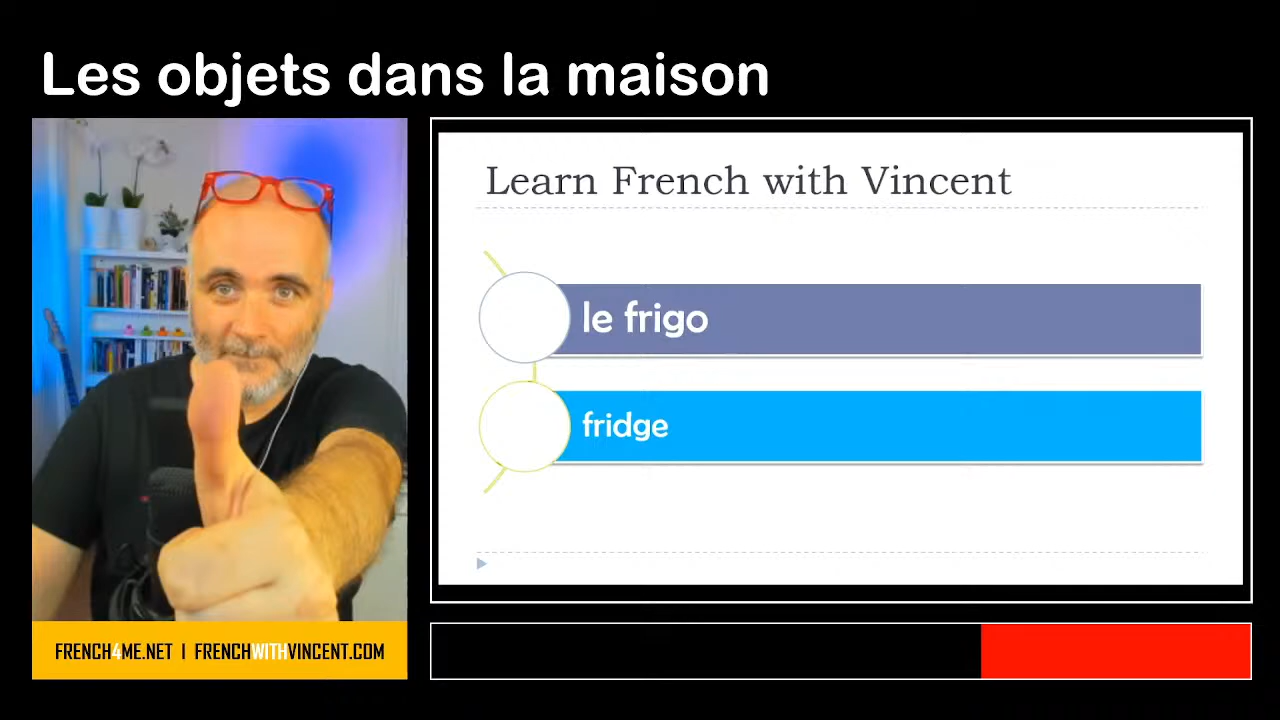 Les objets dans la maison
Learn French with Vincent
le frigo
fridge
FRENCH4ME.NET | FRENCHWITHVINCENT.COM